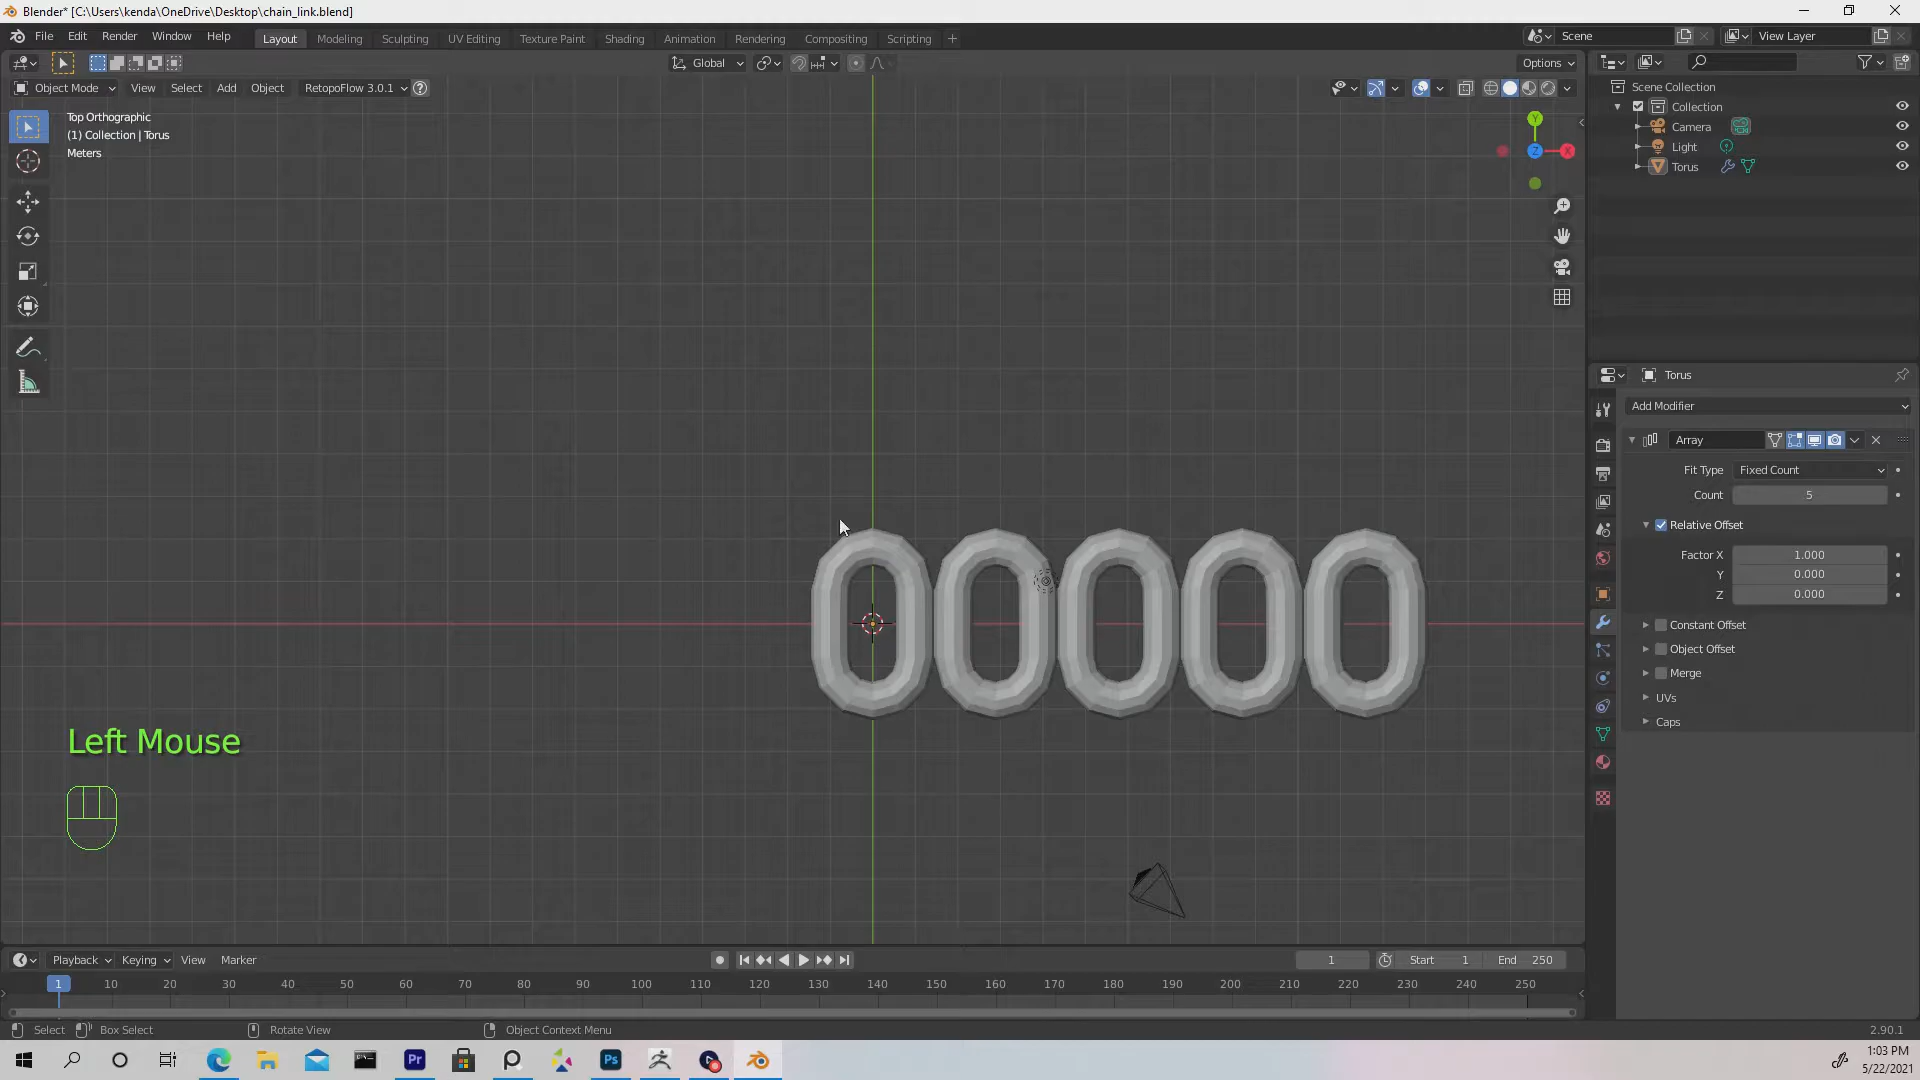 Blender* [C:\Users\kenda\OneDrive\Desktop\chain_link.blend]
File Edit Render Window Help Layout Modeling Sculpting UV Editing Texture Paint Shading Animation Rendering Compositing Scripting + Scene View Layer
Global Options
Object Mode View Select Add Object RetopoFlow 3.0.1 ?
Top Orthographic
(1) Collection | Torus
Meters
Y
Z X
Scene Collection
Collection
Camera
Light
Torus
Torus
Add Modifier
Array
Fit Type Fixed Count
Count 5
Relative Offset
Factor X 1.000
Y 0.000
Z 0.000
Constant Offset
Object Offset
Merge
UVs
Caps
Left Mouse
Playback Keying View Marker 1 Start 1 End 250
1 10 20 30 40 50 60 70 80 90 100 110 120 130 140 150 160 170 180 190 200 210 220 230 240 250
Select Box Select Rotate View Object Context Menu 2.90.1
Pr Ps
1:03 PM
5/22/2021